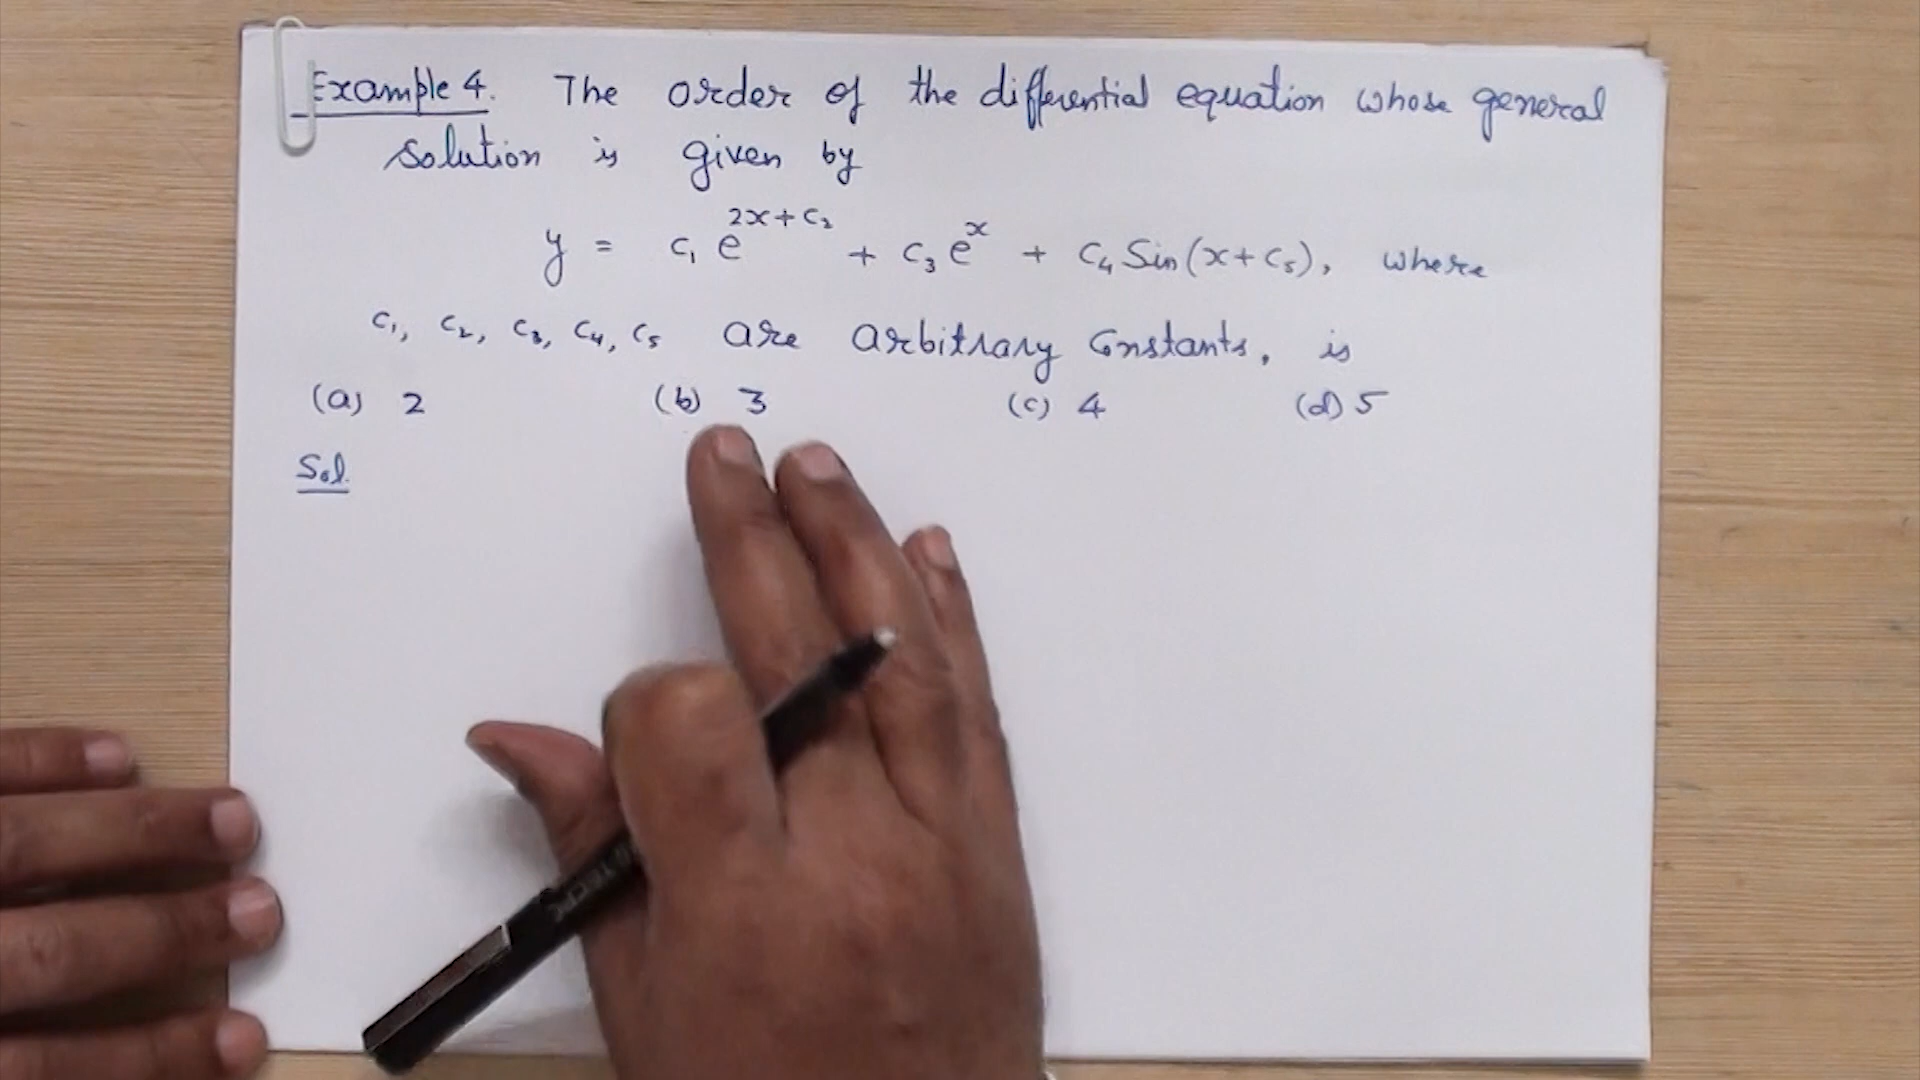 Example 4. The order of the differential equation whose general
solution is given by
y = c₁ e^{2x+c₂} + c₃ e^x + c₄ Sin(x+c₅), where
c₁, c₂, c₃, c₄, c₅ are arbitrary constants, is
(a) 2 (b) 3 (c) 4 (d) 5
Sol.